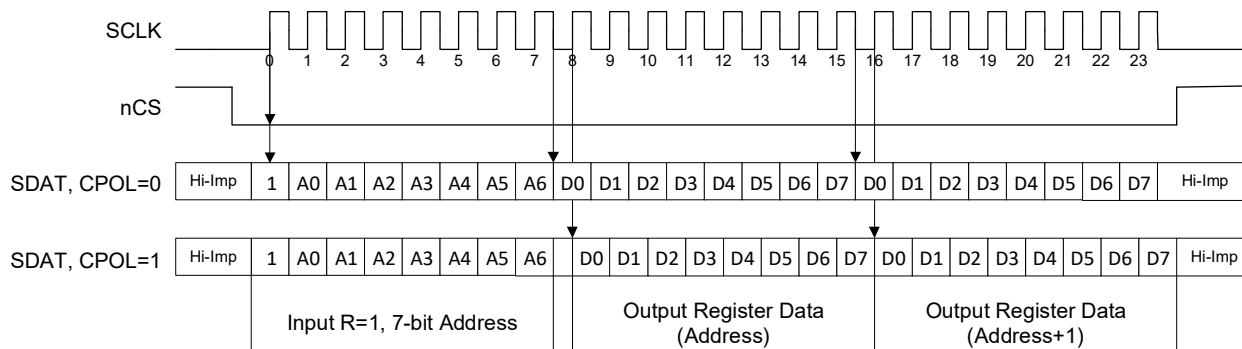 SCLK
0 1 2 3 4 5 6 7 8 9 10 11 12 13 14 15 16 17 18 19 20 21 22 23
nCS
SDAT, CPOL=0 Hi-Imp 1 A0 A1 A2 A3 A4 A5 A6 D0 D1 D2 D3 D4 D5 D6 D7 D0 D1 D2 D3 D4 D5 D6 D7 Hi-Imp
SDAT, CPOL=1 Hi-Imp 1 A0 A1 A2 A3 A4 A5 A6 D0 D1 D2 D3 D4 D5 D6 D7 D0 D1 D2 D3 D4 D5 D6 D7 Hi-Imp
Input R=1, 7-bit Address
Output Register Data
(Address)
Output Register Data
(Address+1)